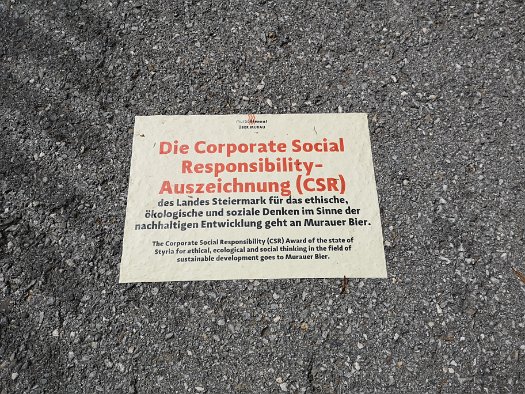 ÜBER MURAU
Die Corporate Social
Responsibility-
Auszeichnung (CSR)
des Landes Steiermark für das ethische,
ökologische und soziale Denken im Sinne der
nachhaltigen Entwicklung geht an Murauer Bier.
The Corporate Social Responsibility (CSR) Award of the state of
Styria for ethical, ecological and social thinking in the field of
sustainable development goes to Murauer Bier.